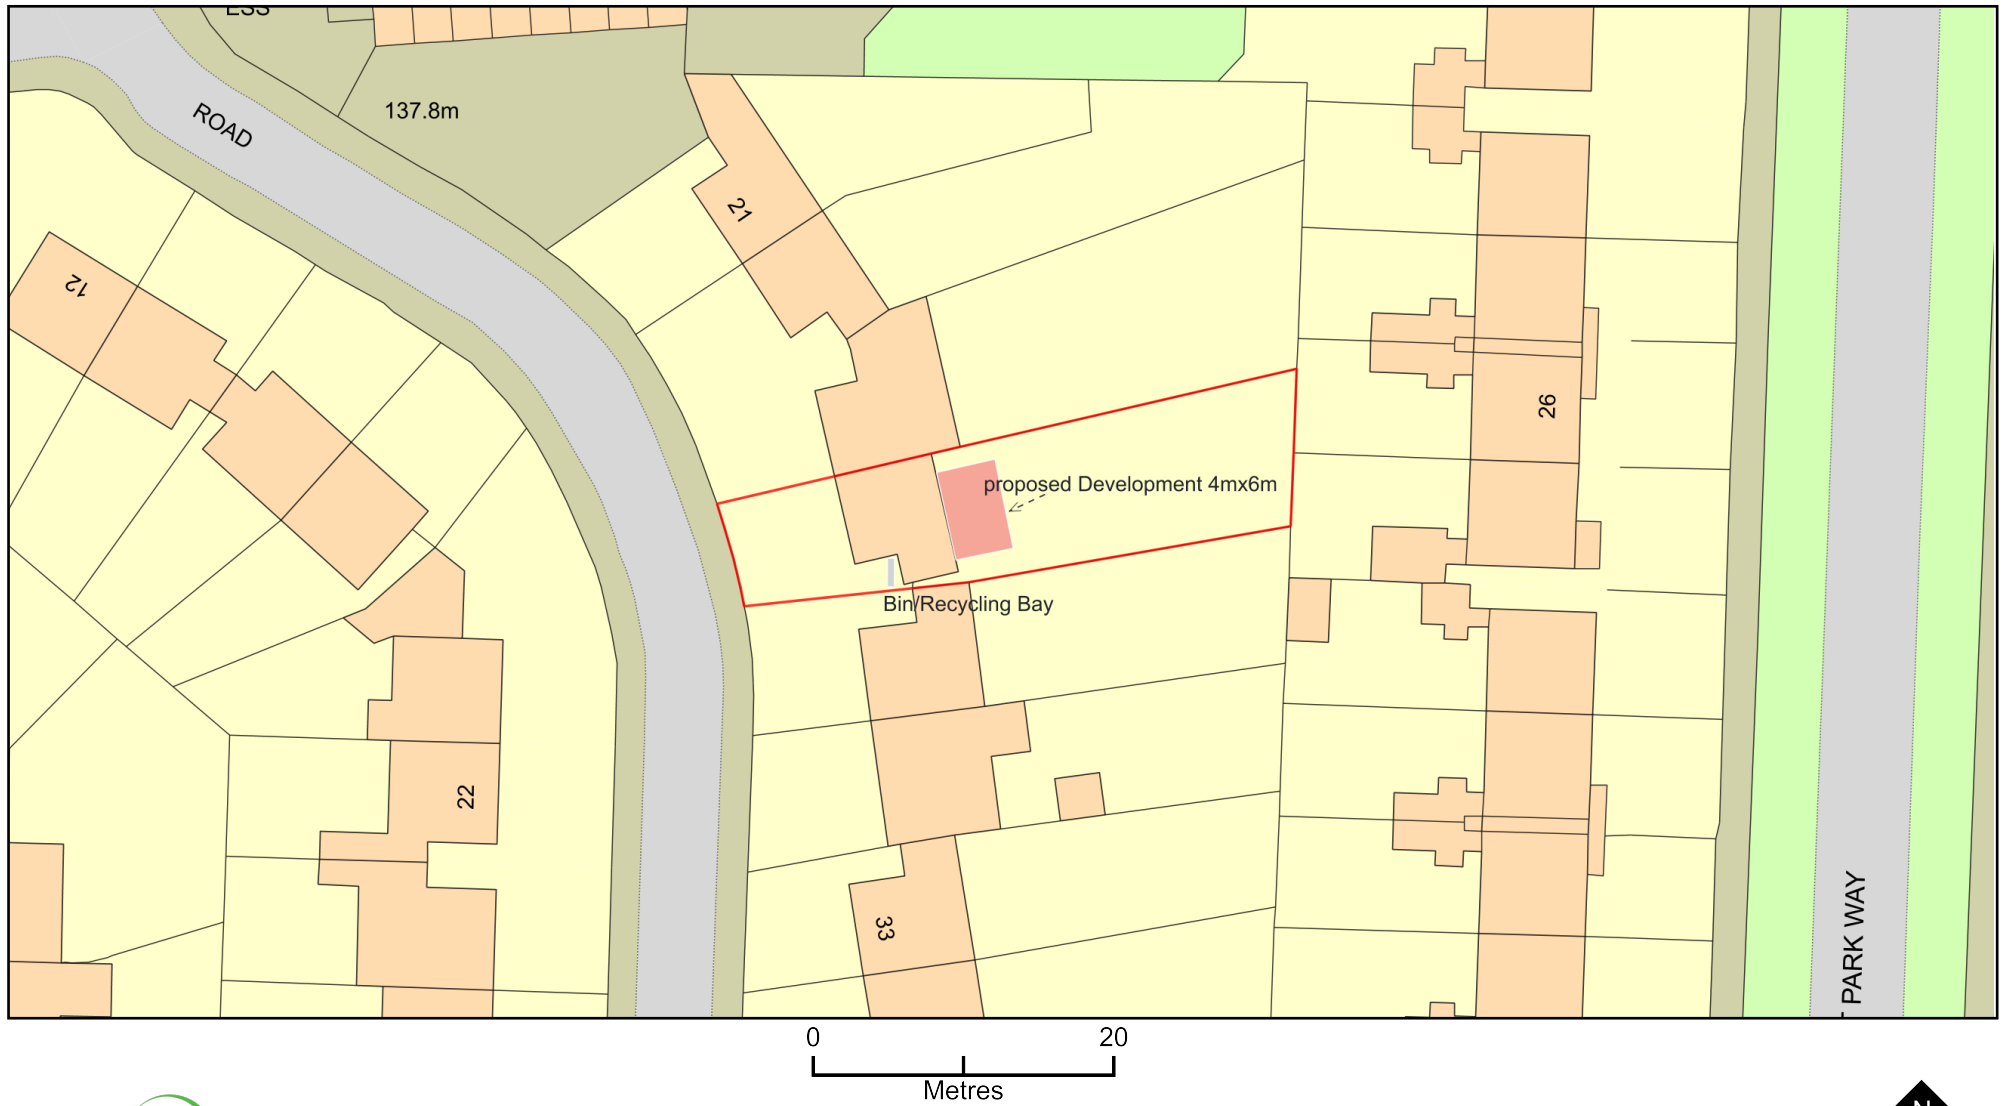 ESS
137.8m
ROAD
21
12
26
proposed Development 4mx6m
Bin/Recycling Bay
22
33
PARK WAY
0 20
Metres
N